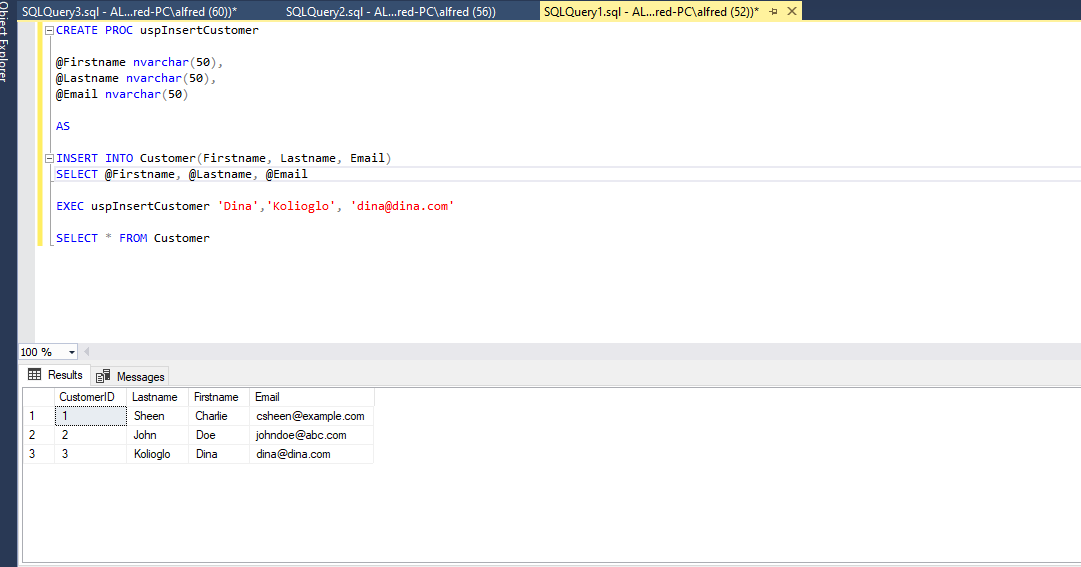 Object Explorer
SQLQuery3.sql - AL...red-PC\alfred (60))* SQLQuery2.sql - AL...red-PC\alfred (56)) SQLQuery1.sql - AL...red-PC\alfred (52))*
CREATE PROC uspInsertCustomer
@Firstname nvarchar(50),
@Lastname nvarchar(50),
@Email nvarchar(50)
AS
INSERT INTO Customer(Firstname, Lastname, Email)
SELECT @Firstname, @Lastname, @Email
EXEC uspInsertCustomer 'Dina','Kolioglo', 'dina@dina.com'
SELECT * FROM Customer
100 %
Results Messages
CustomerID Lastname Firstname Email
1 1 Sheen Charlie csheen@example.com
2 2 John Doe johndoe@abc.com
3 3 Kolioglo Dina dina@dina.com